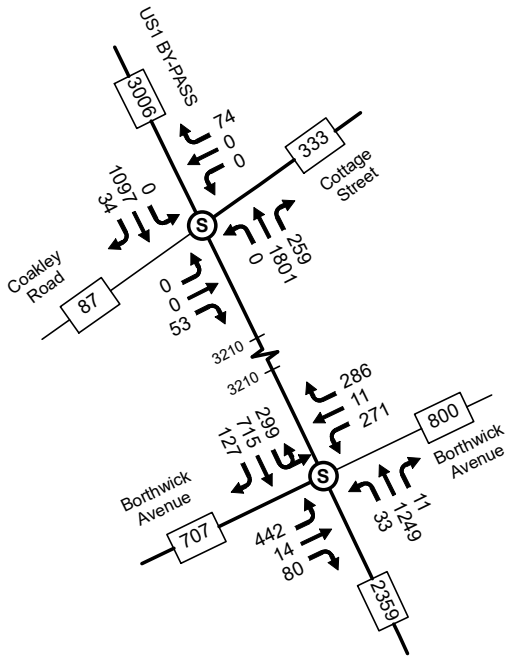 US1 BY-PASS
3006
74
0
0
333
Cottage
Street
0
1097
34
259
1801
0
Coakley
Road
87
0
0
53
3210
3210
286
11
271
800
Borthwick
Avenue
299
715
127
S
S
Borthwick
Avenue
707
442
14
80
11
1249
33
2359